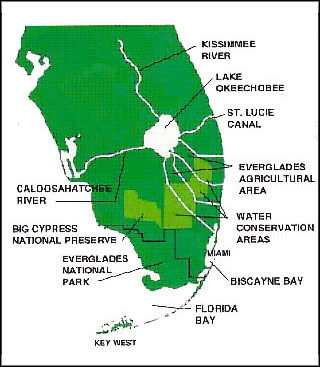 KISSIMMEE
RIVER
LAKE
OKEECHOBEE
ST. LUCIE
CANAL
EVERGLADES
AGRICULTURAL
AREA
CALOOSAHATCHEE
RIVER
WATER
CONSERVATION
AREAS
BIG CYPRESS
NATIONAL PRESERVE
MIAMI
EVERGLADES
NATIONAL
PARK
BISCAYNE BAY
FLORIDA
BAY
KEY WEST